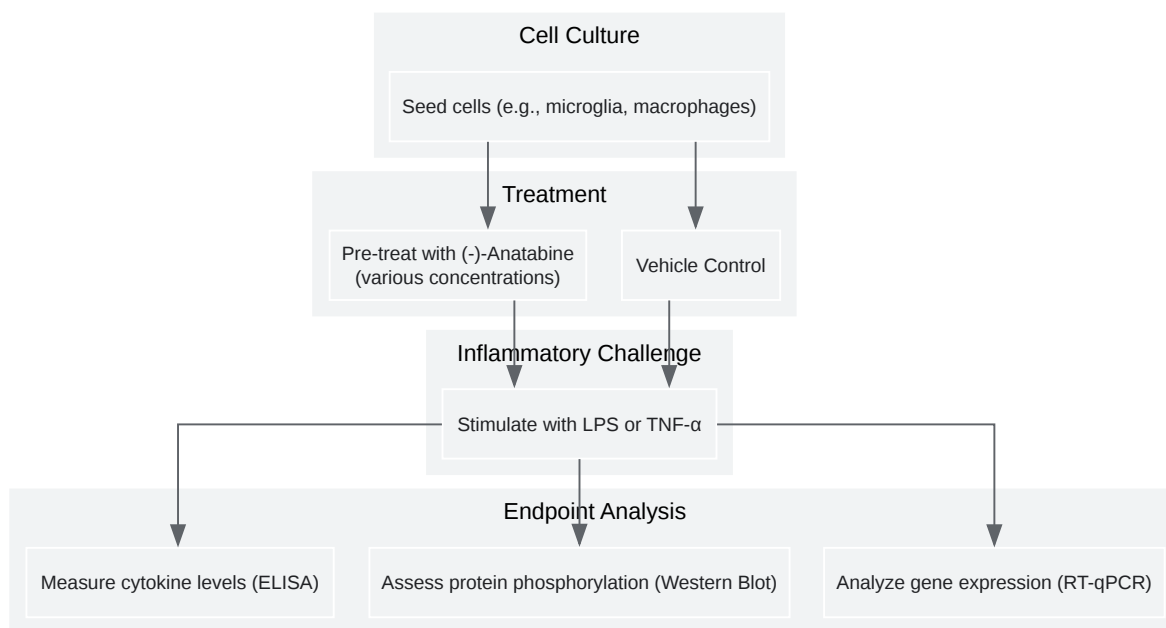 Cell Culture
Seed cells (e.g., microglia, macrophages)
Treatment
Pre-treat with (-)-Anatabine
(various concentrations)
Vehicle Control
Inflammatory Challenge
Stimulate with LPS or TNF-α
Endpoint Analysis
Measure cytokine levels (ELISA)
Assess protein phosphorylation (Western Blot)
Analyze gene expression (RT-qPCR)